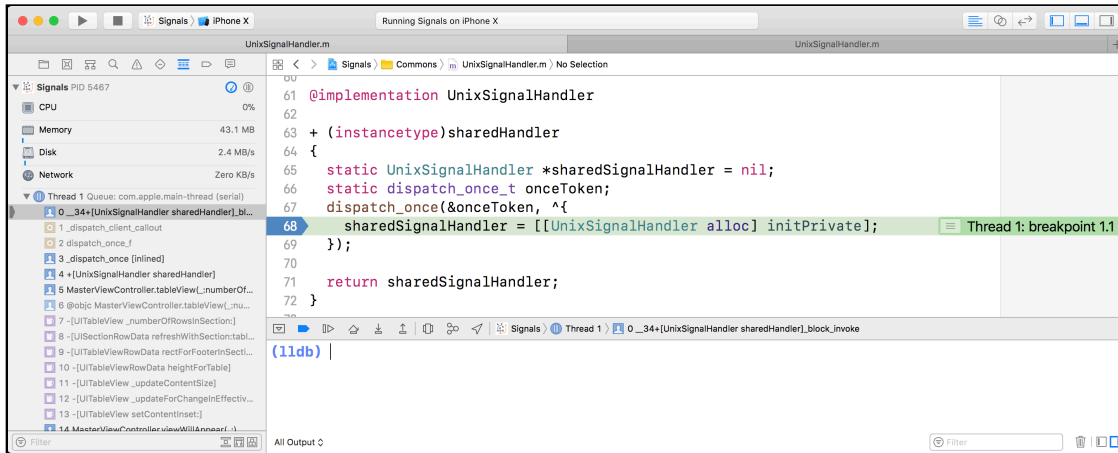 Signals 〉 iPhone X
Running Signals on iPhone X
UnixSignalHandler.m
UnixSignalHandler.m
Signals 〉 Commons 〉 m UnixSignalHandler.m 〉 No Selection
Signals PID 5467
CPU 0%
Memory 43.1 MB
Disk 2.4 MB/s
Network Zero KB/s
Thread 1 Queue: com.apple.main-thread (serial)
0 __34+[UnixSignalHandler sharedHandler]_bl...
1 _dispatch_client_callout
2 dispatch_once_f
3 _dispatch_once [inlined]
4 +[UnixSignalHandler sharedHandler]
5 MasterViewController.tableView(_:numberOf...
6 @objc MasterViewController.tableView(_:nu...
7 -[UITableView _numberOfRowsInSection:]
8 -[UISectionRowData refreshWithSection:tabl...
9 -[UITableViewRowData rectForFooterInSecti...
10 -[UITableViewRowData heightForTable]
11 -[UITableView _updateContentSize]
12 -[UITableView _updateForChangeInEffectiv...
13 -[UITableView setContentInset:]
14 MasterViewController.viewWillAppear(_:)
Filter
60
61 @implementation UnixSignalHandler
62
63 + (instancetype)sharedHandler
64 {
65 static UnixSignalHandler *sharedSignalHandler = nil;
66 static dispatch_once_t onceToken;
67 dispatch_once(&onceToken, ^{
68 sharedSignalHandler = [[UnixSignalHandler alloc] initPrivate];
Thread 1: breakpoint 1.1
69 });
70
71 return sharedSignalHandler;
72 }
Signals 〉 Thread 1 〉 0 __34+[UnixSignalHandler sharedHandler]_block_invoke
(lldb)
All Output
Filter